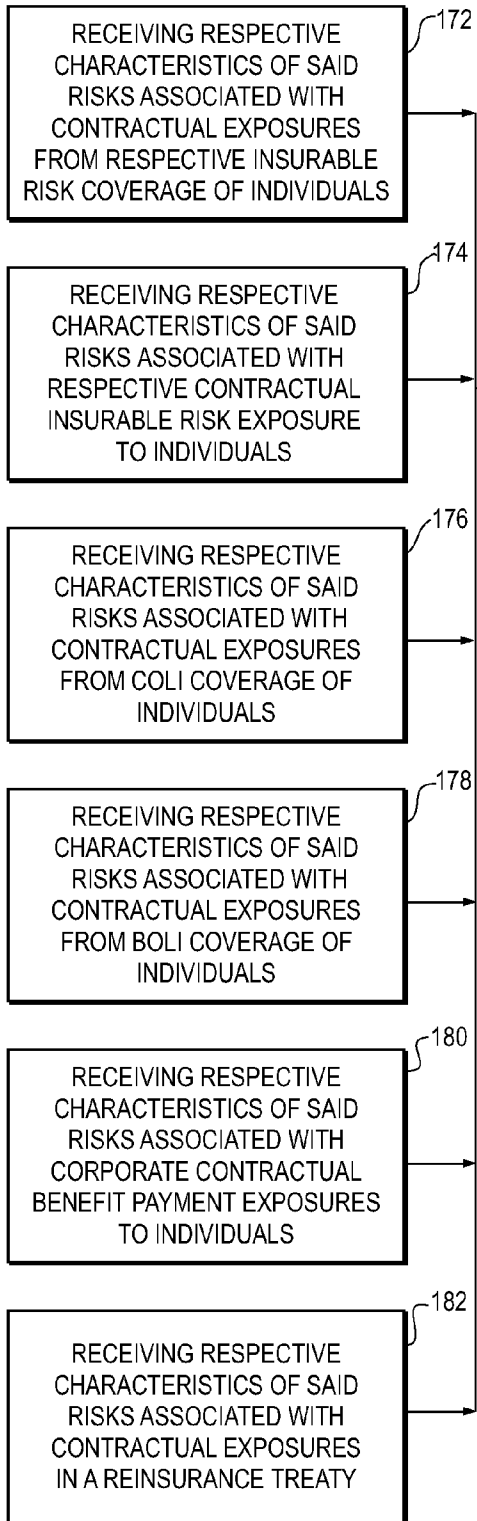 172
RECEIVING RESPECTIVE
CHARACTERISTICS OF SAID
RISKS ASSOCIATED WITH
CONTRACTUAL EXPOSURES
FROM RESPECTIVE INSURABLE
RISK COVERAGE OF INDIVIDUALS
174
RECEIVING RESPECTIVE
CHARACTERISTICS OF SAID
RISKS ASSOCIATED WITH
RESPECTIVE CONTRACTUAL
INSURABLE RISK EXPOSURE
TO INDIVIDUALS
176
RECEIVING RESPECTIVE
CHARACTERISTICS OF SAID
RISKS ASSOCIATED WITH
CONTRACTUAL EXPOSURES
FROM COLI COVERAGE OF
INDIVIDUALS
178
RECEIVING RESPECTIVE
CHARACTERISTICS OF SAID
RISKS ASSOCIATED WITH
CONTRACTUAL EXPOSURES
FROM BOLI COVERAGE OF
INDIVIDUALS
180
RECEIVING RESPECTIVE
CHARACTERISTICS OF SAID
RISKS ASSOCIATED WITH
CORPORATE CONTRACTUAL
BENEFIT PAYMENT EXPOSURES
TO INDIVIDUALS
182
RECEIVING RESPECTIVE
CHARACTERISTICS OF SAID
RISKS ASSOCIATED WITH
CONTRACTUAL EXPOSURES
IN A REINSURANCE TREATY